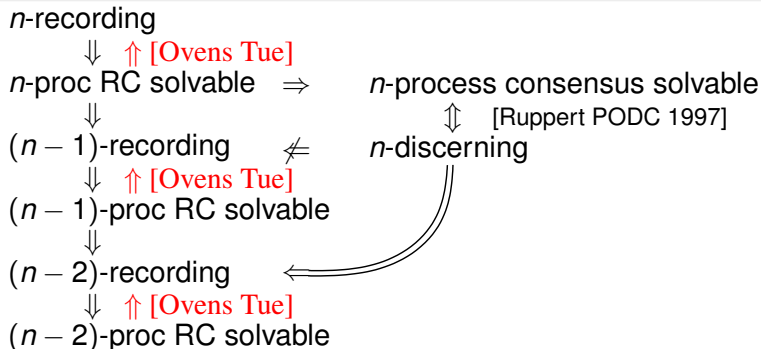 n-recording
⇓ ⇑ [Ovens Tue]
n-proc RC solvable ⇒ n-process consensus solvable
⇓ ⇕ [Ruppert PODC 1997]
(n − 1)-recording ⇍ n-discerning
⇓ ⇑ [Ovens Tue]
(n − 1)-proc RC solvable
⇓
(n − 2)-recording ⇐
⇓ ⇑ [Ovens Tue]
(n − 2)-proc RC solvable